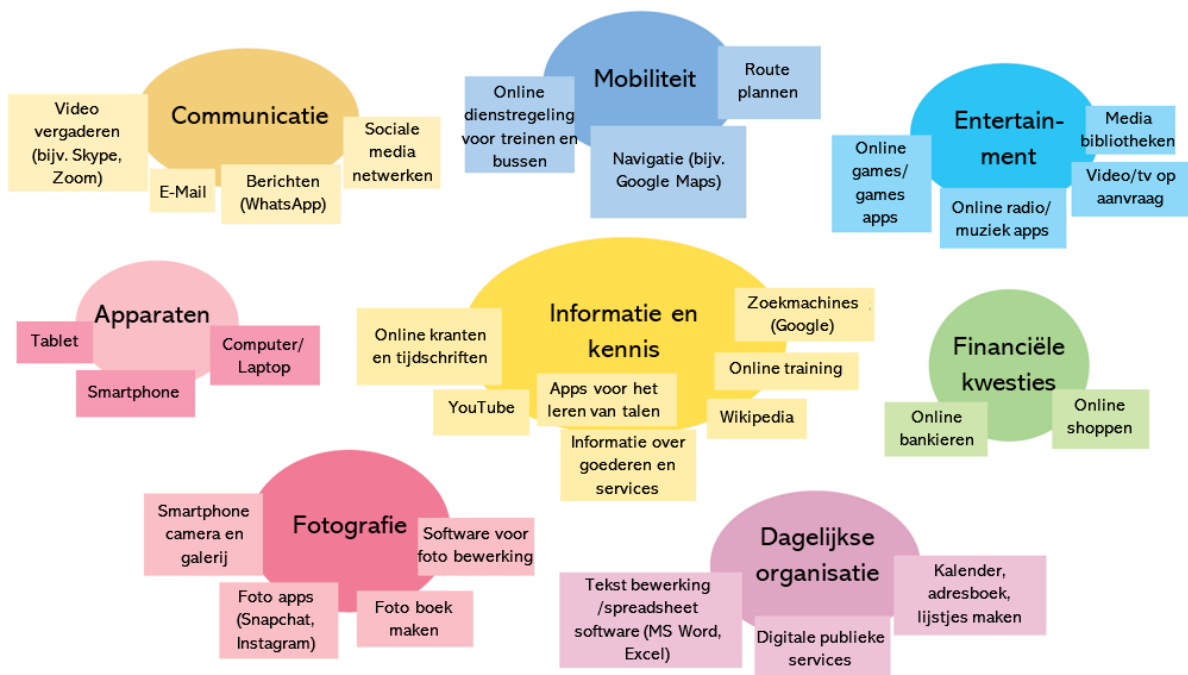 Communicatie
Video
vergaderen
(bijv. Skype,
Zoom)
E-Mail
Berichten
(WhatsApp)
Sociale
media
netwerken
Mobiliteit
Online
dienstregeling
voor treinen en
bussen
Navigatie (bijv.
Google Maps)
Route
plannen
Entertain-
ment
Online
games/
games
apps
Online radio/
muziek apps
Media
bibliotheken
Video/tv op
aanvraag
Apparaten
Tablet
Smartphone
Computer/
Laptop
Informatie en
kennis
Online kranten
en tijdschriften
YouTube
Apps voor het
leren van talen
Informatie over
goederen en
services
Zoekmachines
(Google)
Online training
Wikipedia
Financiële
kwesties
Online
bankieren
Online
shoppen
Fotografie
Smartphone
camera en
galerij
Foto apps
(Snapchat,
Instagram)
Foto boek
maken
Software voor
foto bewerking
Dagelijkse
organisatie
Tekst bewerking
/spreadsheet
software (MS Word,
Excel)
Digitale publieke
services
Kalender,
adresboek,
lijstjes maken